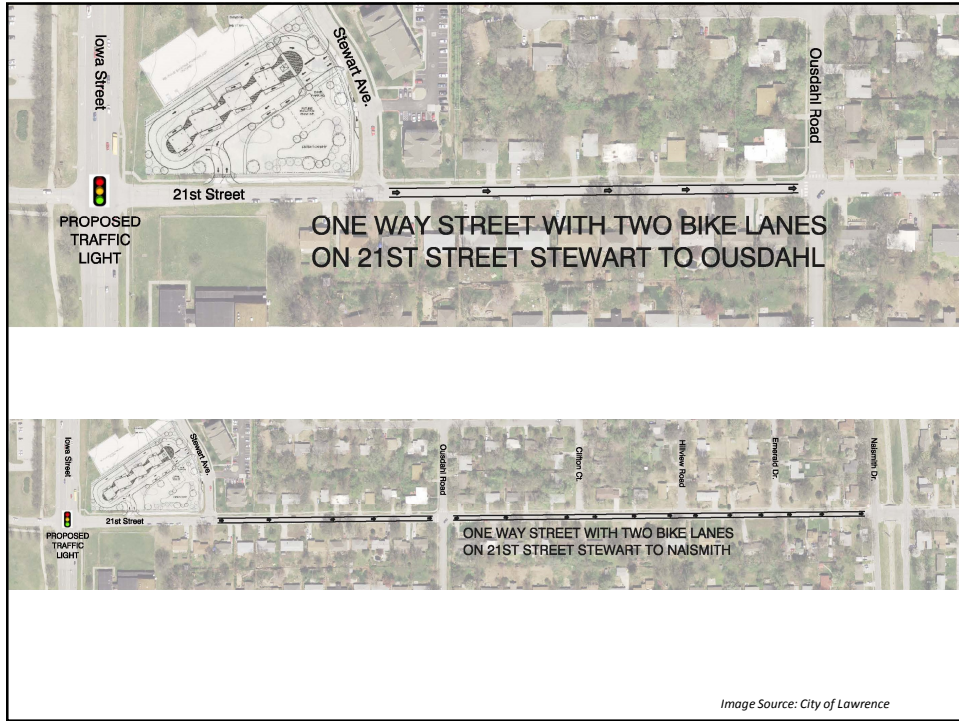 Iowa Street
Stewart Ave.
Ousdahl Road
21st Street
PROPOSED
TRAFFIC
LIGHT
ONE WAY STREET WITH TWO BIKE LANES
ON 21ST STREET STEWART TO OUSDAHL
Iowa Street
Stewart Ave.
Ousdahl Road
Clifton Ct.
Hillview Road
Emerald Dr.
Naismith Dr.
21st Street
PROPOSED
TRAFFIC
LIGHT
ONE WAY STREET WITH TWO BIKE LANES
ON 21ST STREET STEWART TO NAISMITH
Image Source: City of Lawrence